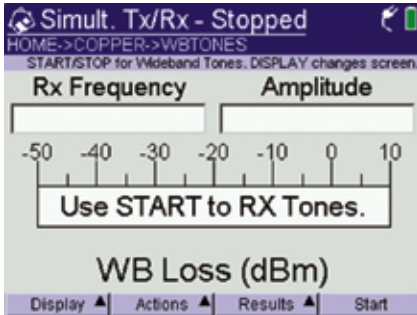 Simult. Tx/Rx - Stopped
HOME->COPPER->WBTONES
START/STOP for Wideband Tones. DISPLAY changes screen.
Rx Frequency Amplitude
-50 -40 -30 -20 -10 0 10
Use START to RX Tones.
WB Loss (dBm)
Display Actions Results Start